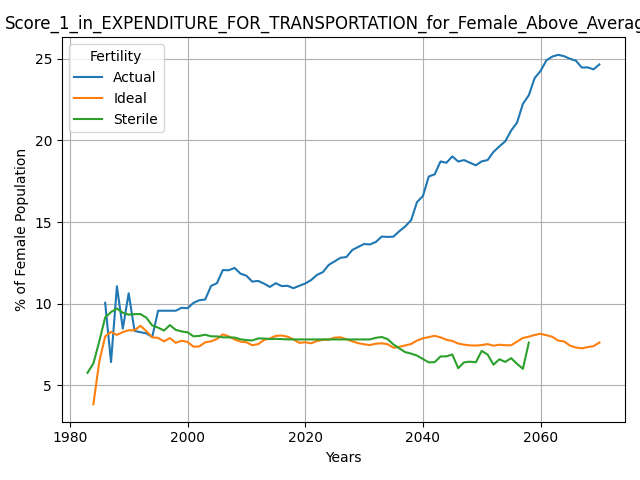 Score_1_in_EXPENDITURE_FOR_TRANSPORTATION_for_Female_Above_Averag
Fertility
Actual
Ideal
Sterile
% of Female Population
25
20
15
10
5
1980 2000 2020 2040 2060
Years